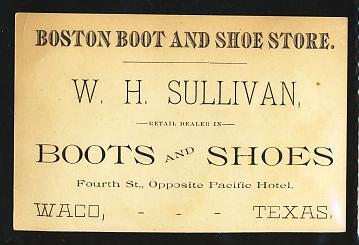 BOSTON BOOT AND SHOE STORE.
W. H. SULLIVAN,
—RETAIL DEALER IN—
BOOTS AND SHOES
Fourth St., Opposite Pacific Hotel,
WACO, - - - TEXAS.